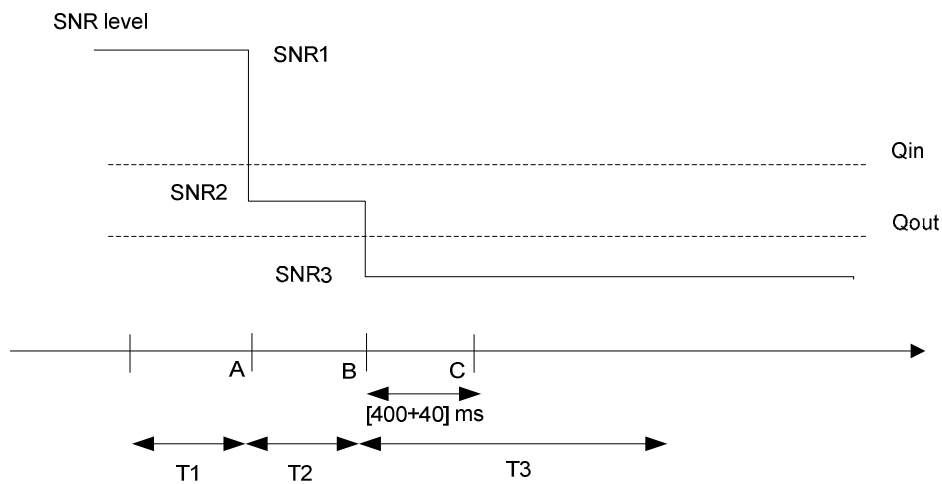 SNR level
SNR1
Qin
SNR2
Qout
SNR3
A
B
C
[400+40] ms
T1
T2
T3